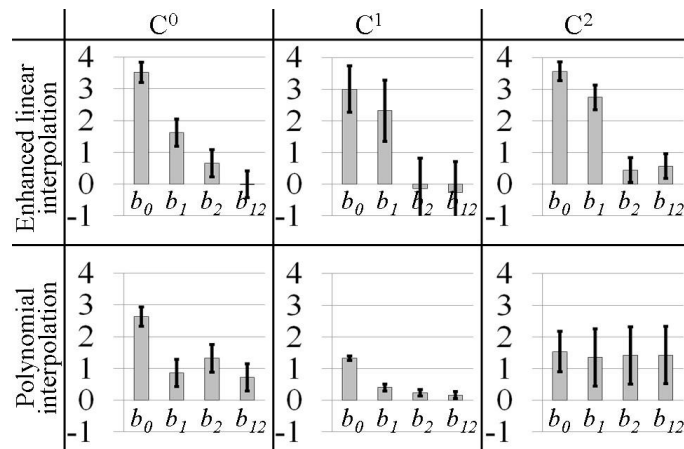 C⁰ C¹ C²
Enhanced linear
interpolation
4 4 4
3 3 3
2 2 2
1 1 1
0 0 0
-1 -1 -1
b₀ b₁ b₂ b₁₂ b₀ b₁ b₂ b₁₂ b₀ b₁ b₂ b₁₂
Polynomial
interpolation
4 4 4
3 3 3
2 2 2
1 1 1
0 0 0
-1 -1 -1
b₀ b₁ b₂ b₁₂ b₀ b₁ b₂ b₁₂ b₀ b₁ b₂ b₁₂